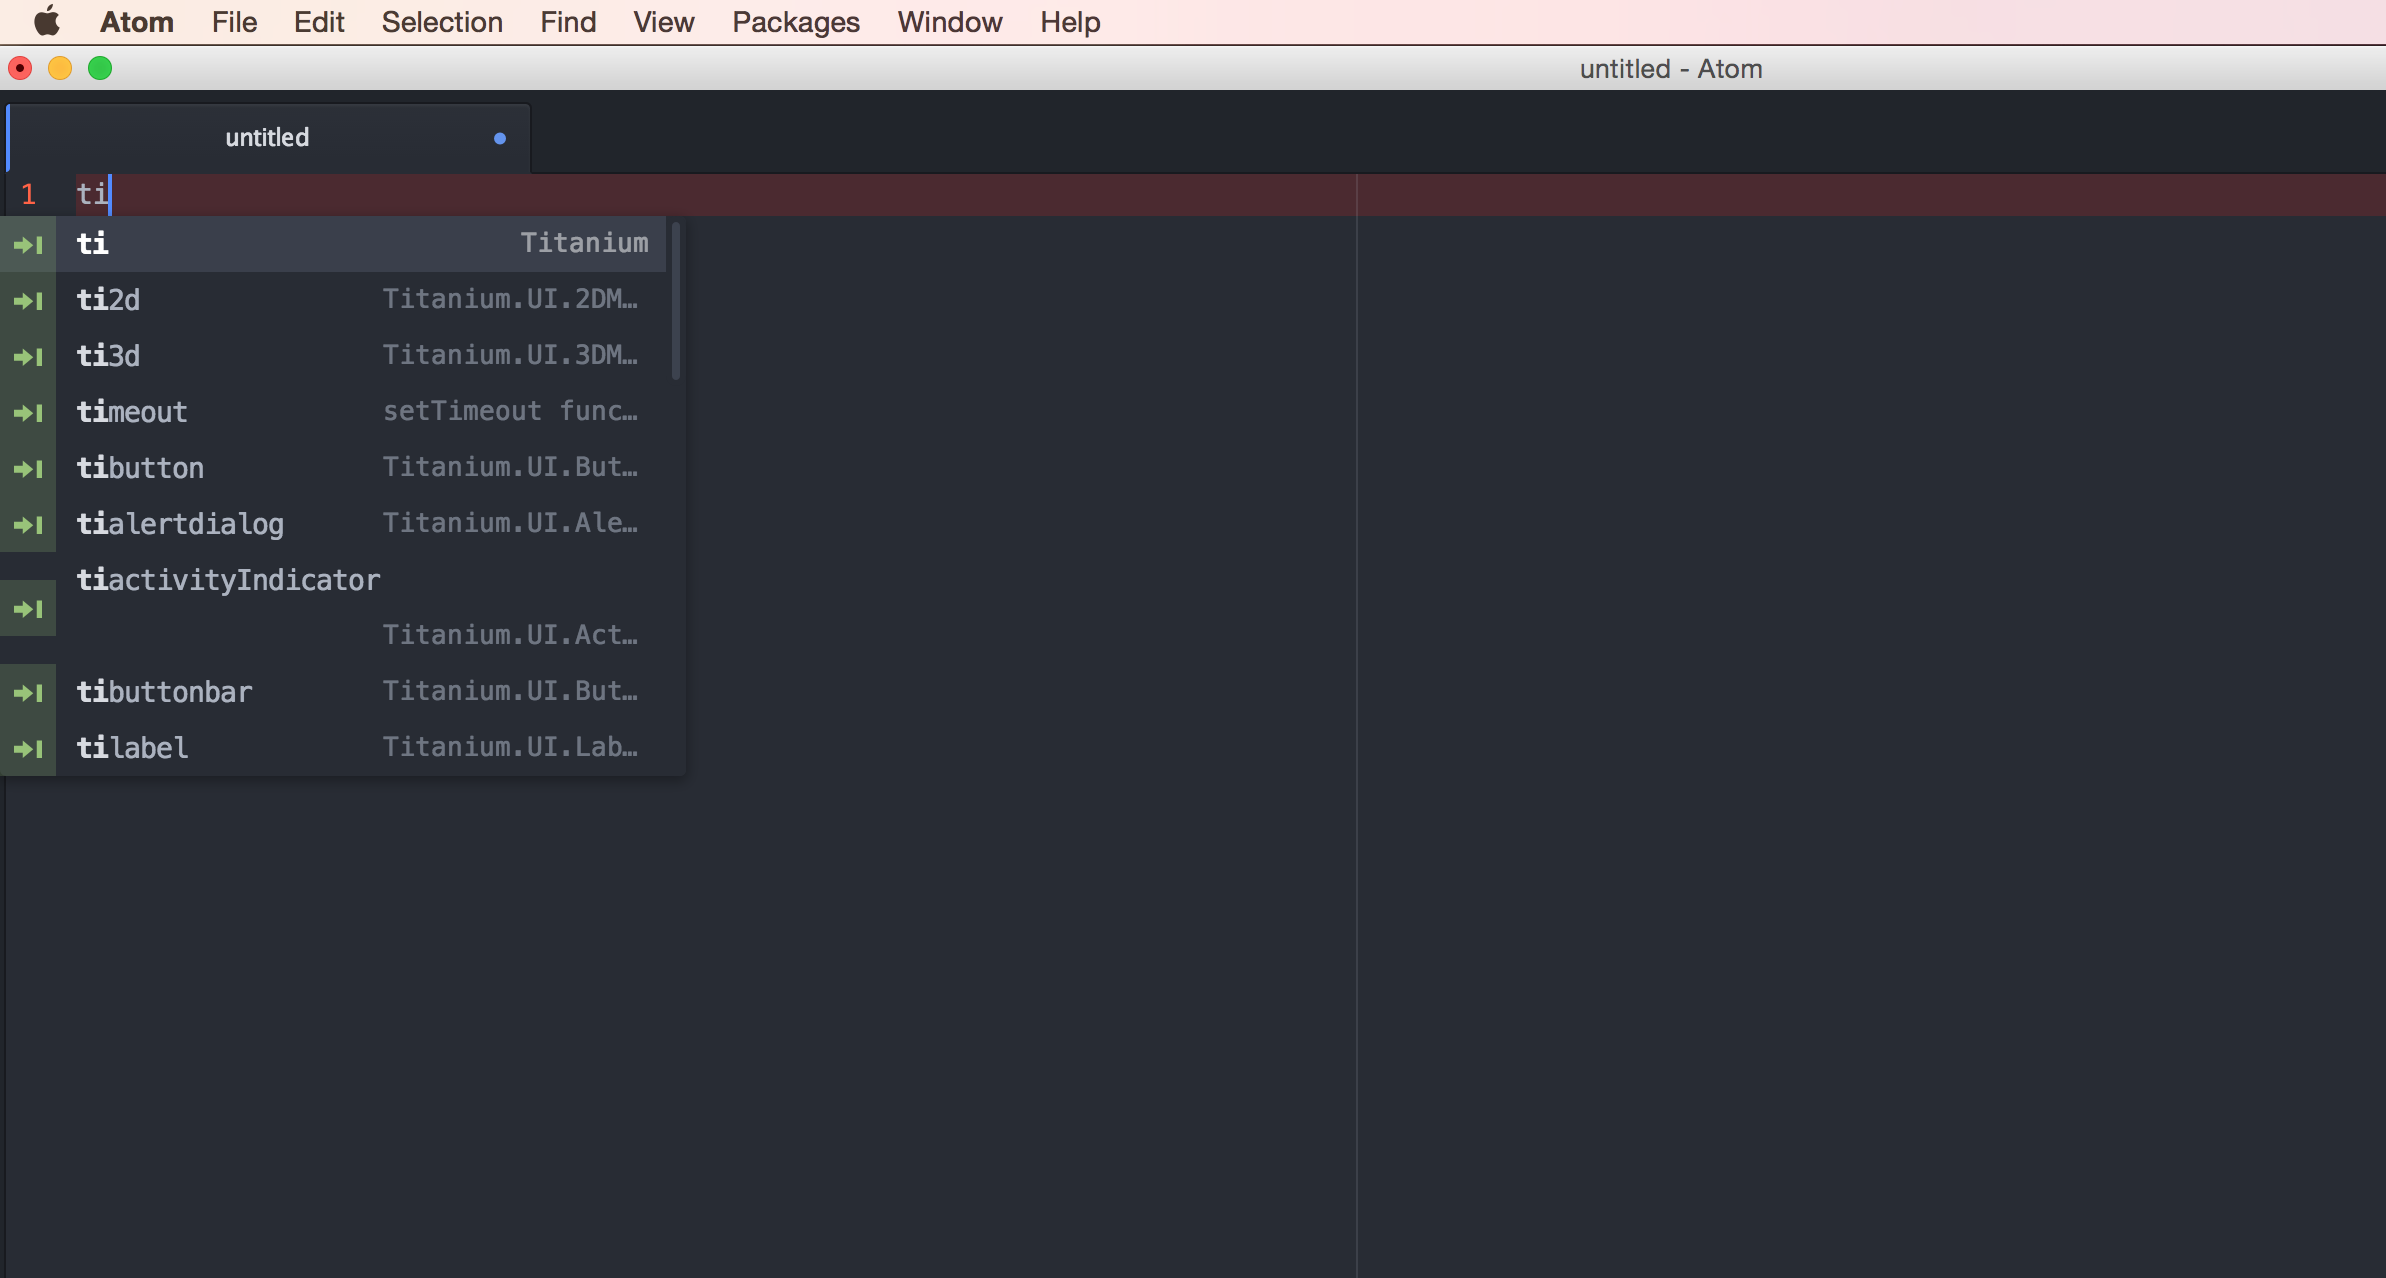 Atom File Edit Selection Find View Packages Window Help
untitled - Atom
untitled
1 ti
ti Titanium
ti2d Titanium.UI.2DM…
ti3d Titanium.UI.3DM…
timeout setTimeout func…
tibutton Titanium.UI.But…
tialertdialog Titanium.UI.Ale…
tiactivityIndicator
Titanium.UI.Act…
tibuttonbar Titanium.UI.But…
tilabel Titanium.UI.Lab…